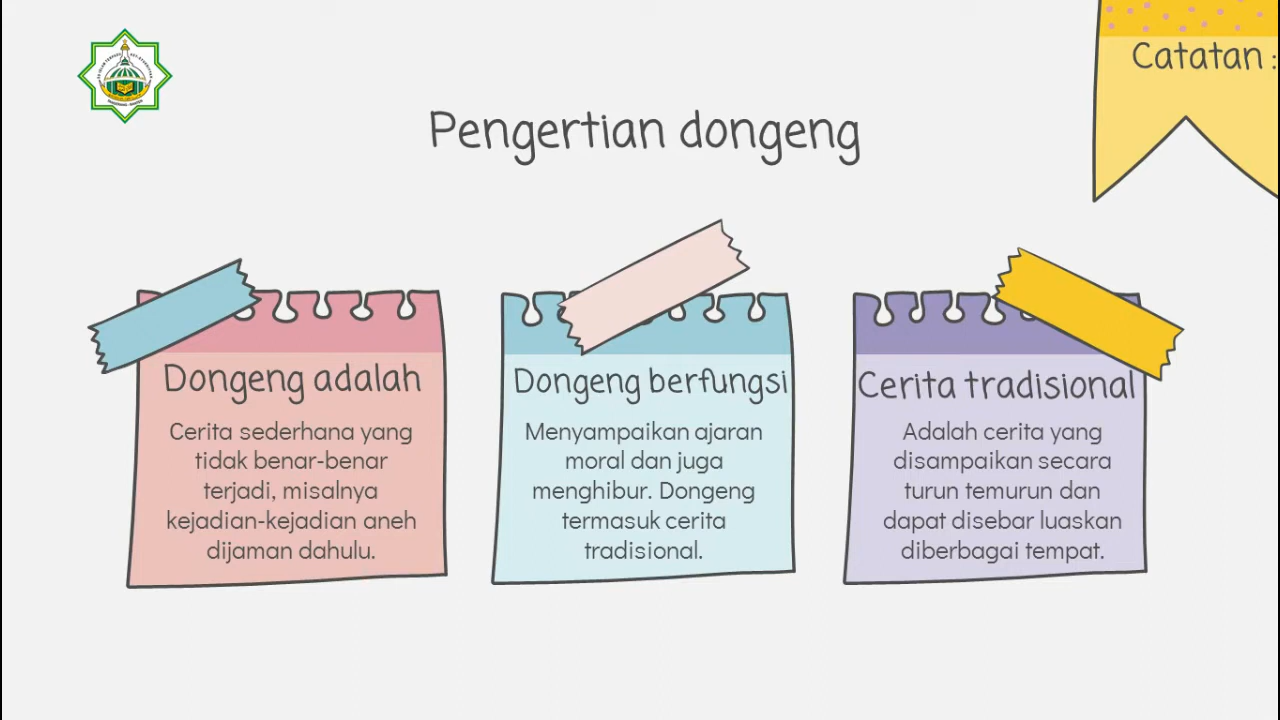 Catatan :
Pengertian dongeng
Dongeng adalah
Cerita sederhana yang
tidak benar-benar
terjadi, misalnya
kejadian-kejadian aneh
dijaman dahulu.
Dongeng berfungsi
Menyampaikan ajaran
moral dan juga
menghibur. Dongeng
termasuk cerita
tradisional.
Cerita tradisional
Adalah cerita yang
disampaikan secara
turun temurun dan
dapat disebar luaskan
diberbagai tempat.